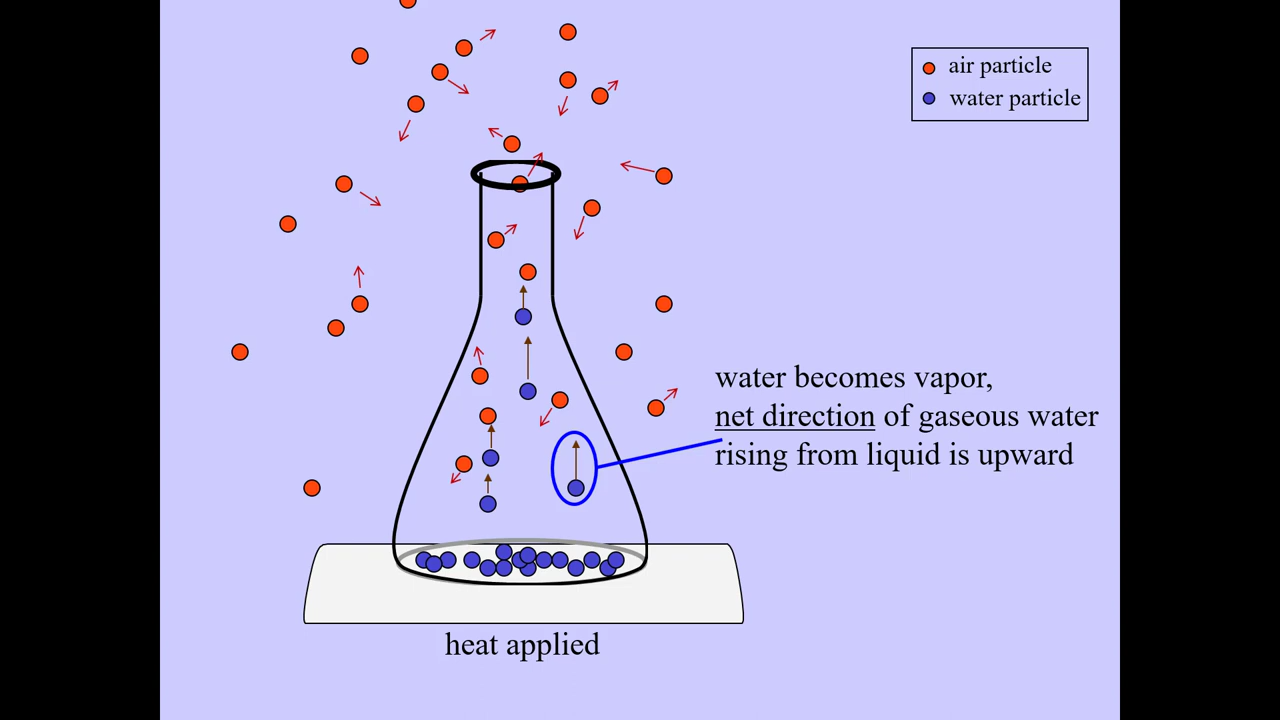 air particle
water particle
water becomes vapor,
net direction of gaseous water
rising from liquid is upward
heat applied